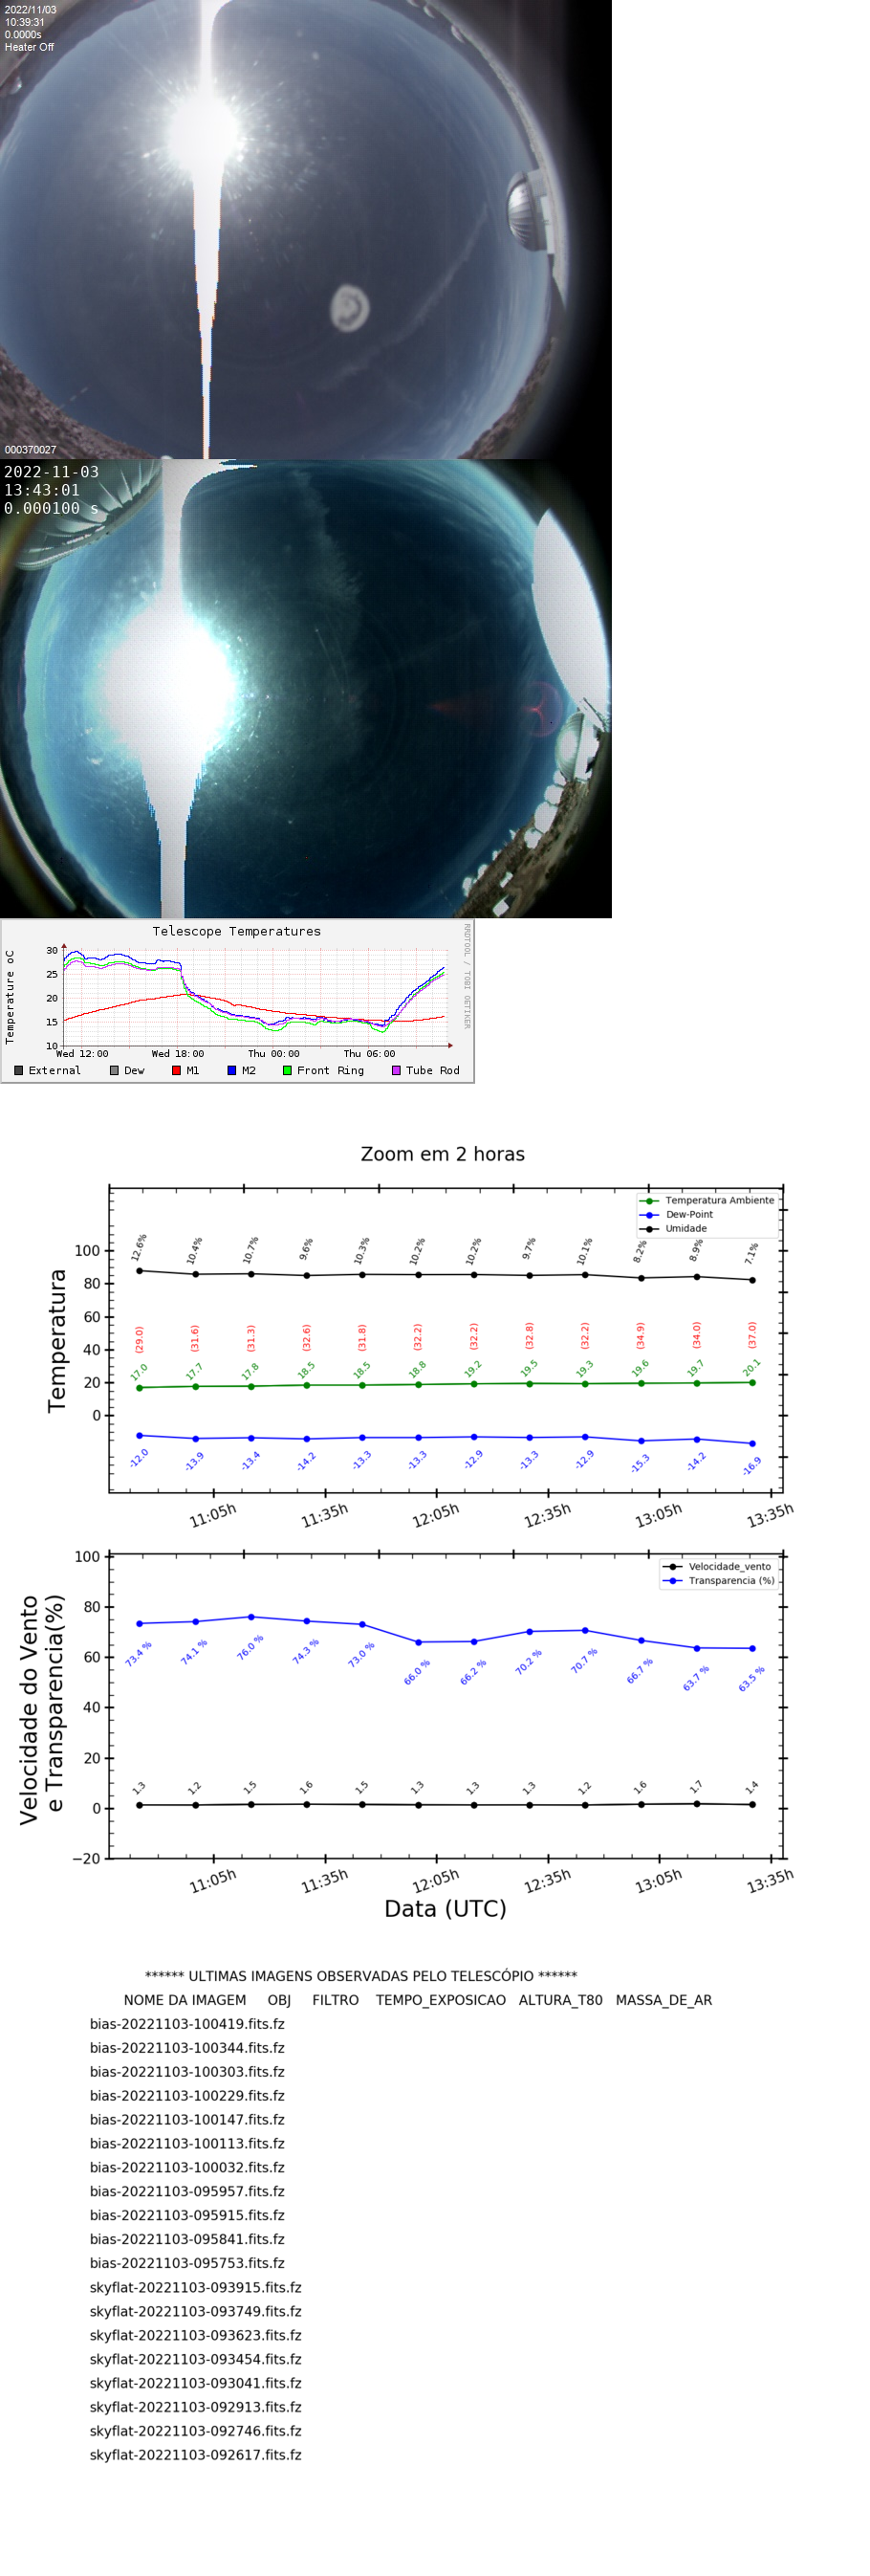 2022/11/03
10:39:31
0.0000s
Heater Off
000370027
2022-11-03
13:43:01
0.000100 s
Telescope Temperatures
RRDTOOL / TOBI OETIKER
Temperature oC
30
25
20
15
10
Wed 12:00 Wed 18:00 Thu 00:00 Thu 06:00
External Dew M1 M2 Front Ring Tube Rod
Zoom em 2 horas
Temperatura Ambiente
Dew-Point
Umidade
Temperatura
100
80
60
40
20
0
12.6% 10.4% 10.7% 9.6% 10.3% 10.2% 10.2% 9.7% 10.1% 8.2% 8.9% 7.1%
(29.0) (31.6) (31.3) (32.6) (31.8) (32.2) (32.2) (32.8) (32.2) (34.9) (34.0) (37.0)
17.0 17.7 17.8 18.5 18.5 18.8 19.2 19.5 19.3 19.6 19.7 20.1
-12.0 -13.9 -13.4 -14.2 -13.3 -13.3 -12.9 -13.3 -12.9 -15.3 -14.2 -16.9
11:05h 11:35h 12:05h 12:35h 13:05h 13:35h
Velocidade_vento
Transparencia (%)
Velocidade do Vento
e Transparencia(%)
100
80
60
40
20
0
−20
73.4 % 74.1 % 76.0 % 74.3 % 73.0 % 66.0 % 66.2 % 70.2 % 70.7 % 66.7 % 63.7 % 63.5 %
1.3 1.2 1.5 1.6 1.5 1.3 1.3 1.3 1.2 1.6 1.7 1.4
11:05h 11:35h 12:05h 12:35h 13:05h 13:35h
Data (UTC)
****** ULTIMAS IMAGENS OBSERVADAS PELO TELESCÓPIO ******
NOME DA IMAGEM OBJ FILTRO TEMPO_EXPOSICAO ALTURA_T80 MASSA_DE_AR
bias-20221103-100419.fits.fz
bias-20221103-100344.fits.fz
bias-20221103-100303.fits.fz
bias-20221103-100229.fits.fz
bias-20221103-100147.fits.fz
bias-20221103-100113.fits.fz
bias-20221103-100032.fits.fz
bias-20221103-095957.fits.fz
bias-20221103-095915.fits.fz
bias-20221103-095841.fits.fz
bias-20221103-095753.fits.fz
skyflat-20221103-093915.fits.fz
skyflat-20221103-093749.fits.fz
skyflat-20221103-093623.fits.fz
skyflat-20221103-093454.fits.fz
skyflat-20221103-093041.fits.fz
skyflat-20221103-092913.fits.fz
skyflat-20221103-092746.fits.fz
skyflat-20221103-092617.fits.fz